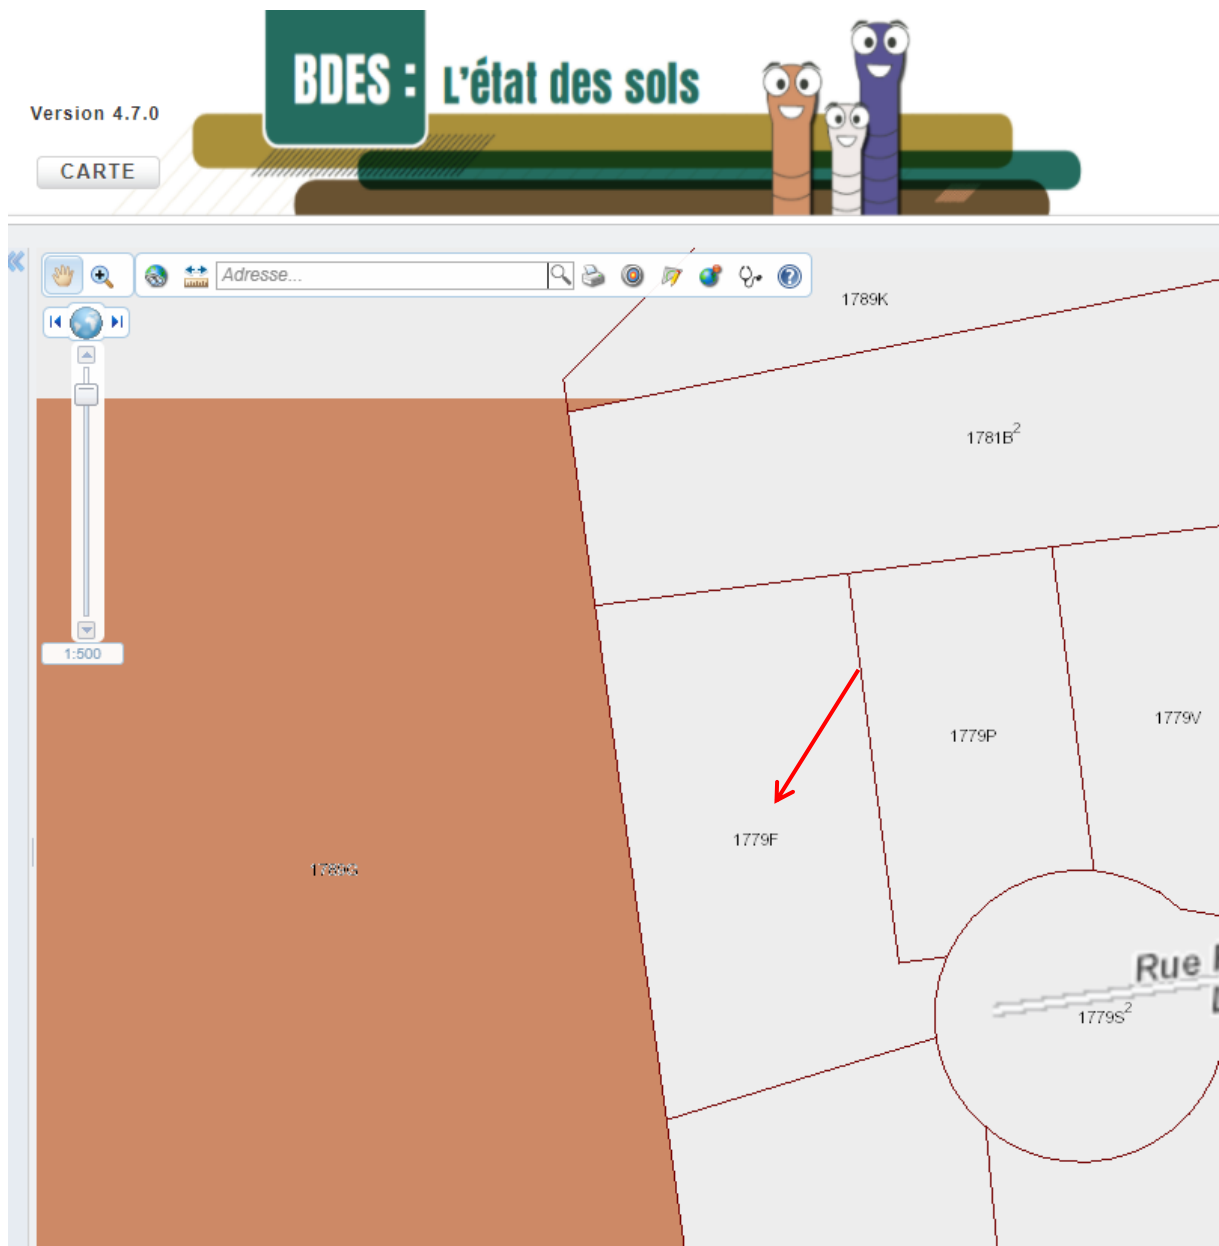 BDES : L'état des sols
Version 4.7.0
CARTE
Adresse...
1789K
1:500
1781B²
1779V
1779P
1779F
1789G
Rue
1779S²